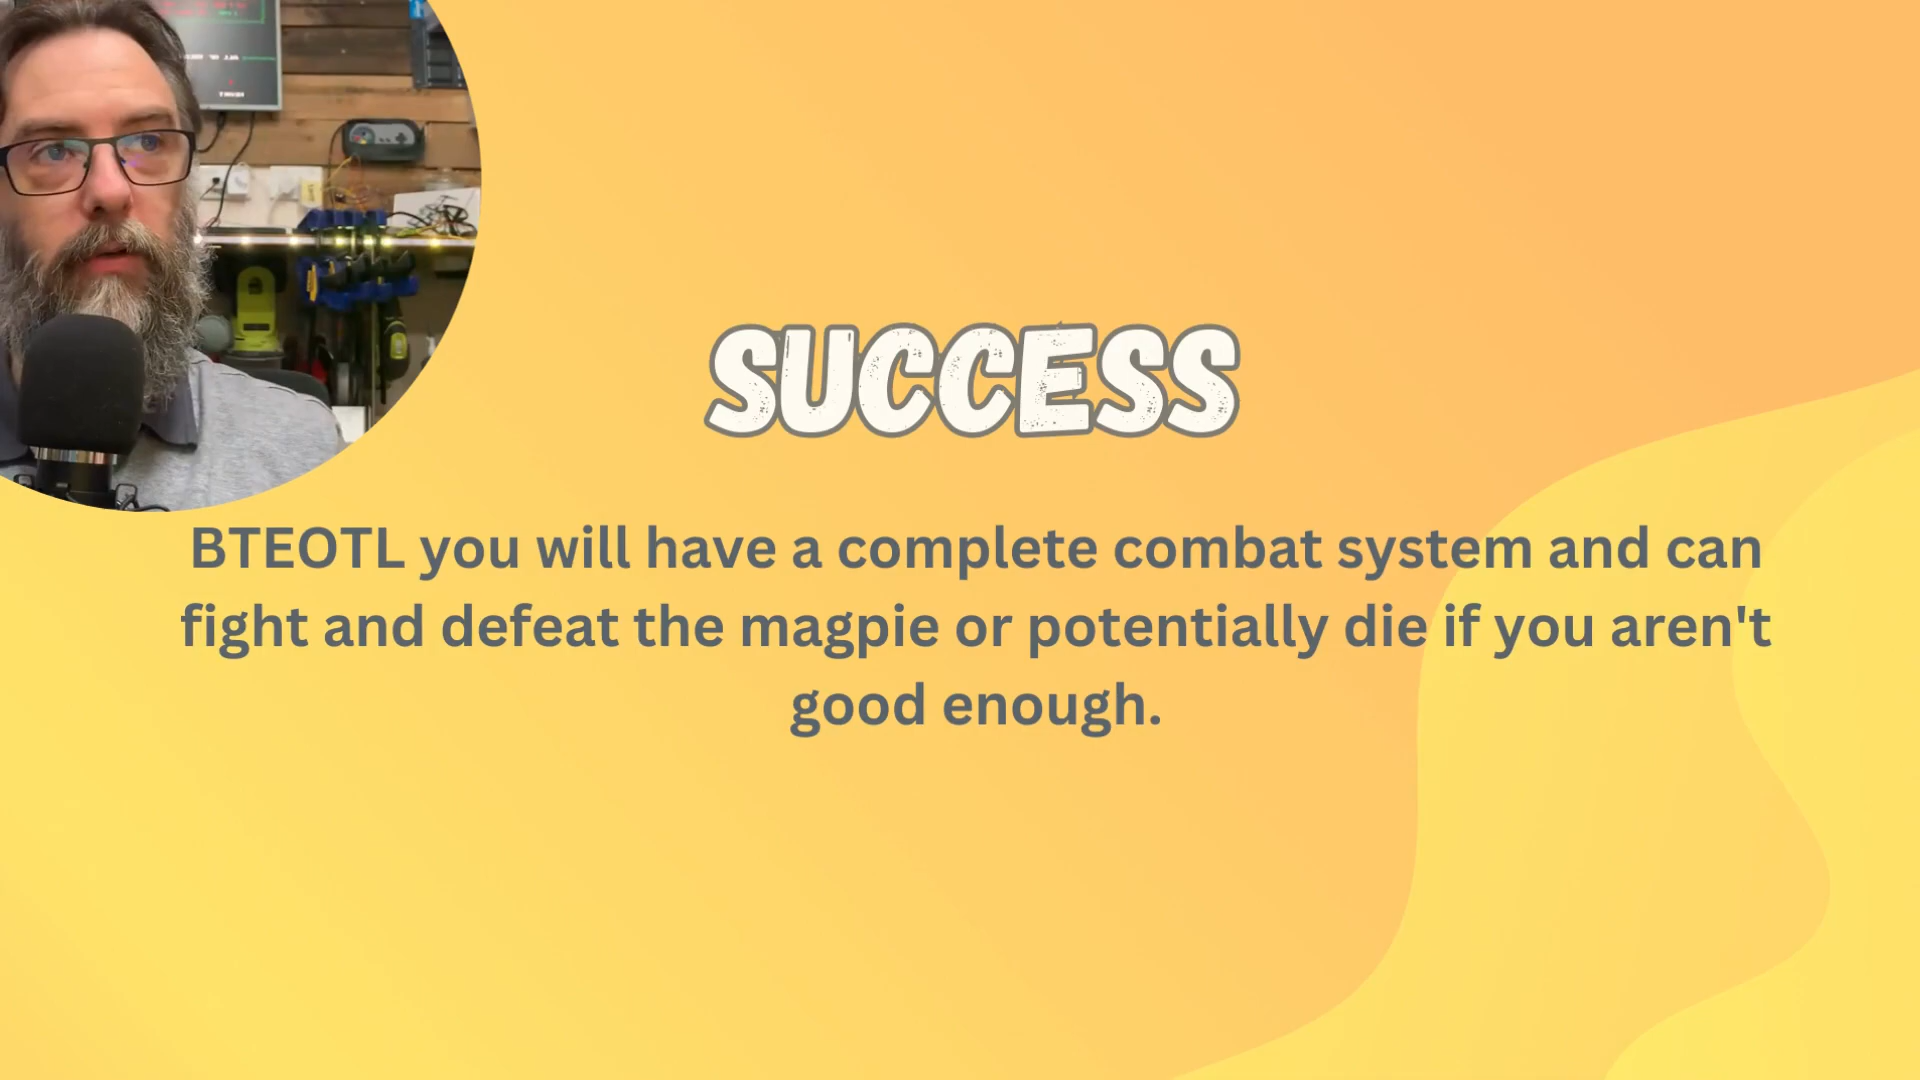 SUCCESS
BTEOTL you will have a complete combat system and can
fight and defeat the magpie or potentially die if you aren't
good enough.